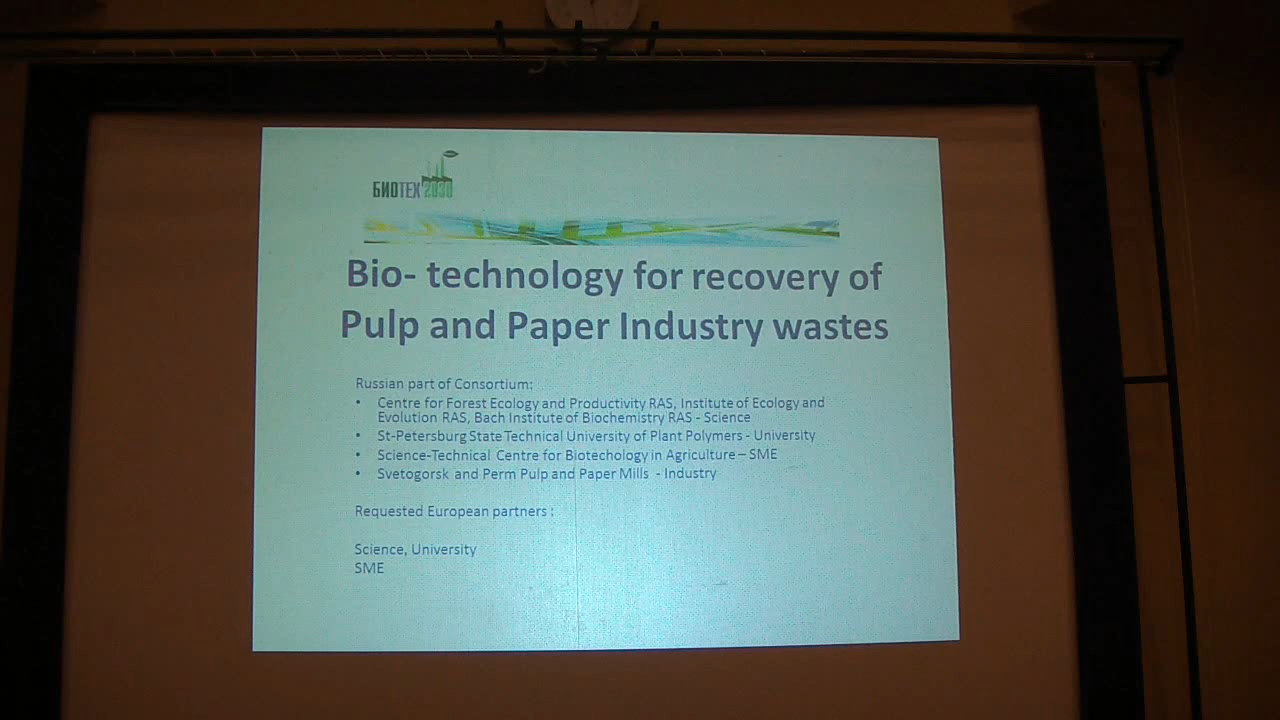 БИОТЕХ 2030
Bio- technology for recovery of
Pulp and Paper Industry wastes
Russian part of Consortium:
• Centre for Forest Ecology and Productivity RAS, Institute of Ecology and
Evolution RAS, Bach Institute of Biochemistry RAS - Science
• St-Petersburg State Technical University of Plant Polymers - University
• Science-Technical Centre for Biotechology in Agriculture – SME
• Svetogorsk and Perm Pulp and Paper Mills - Industry
Requested European partners :
Science, University
SME